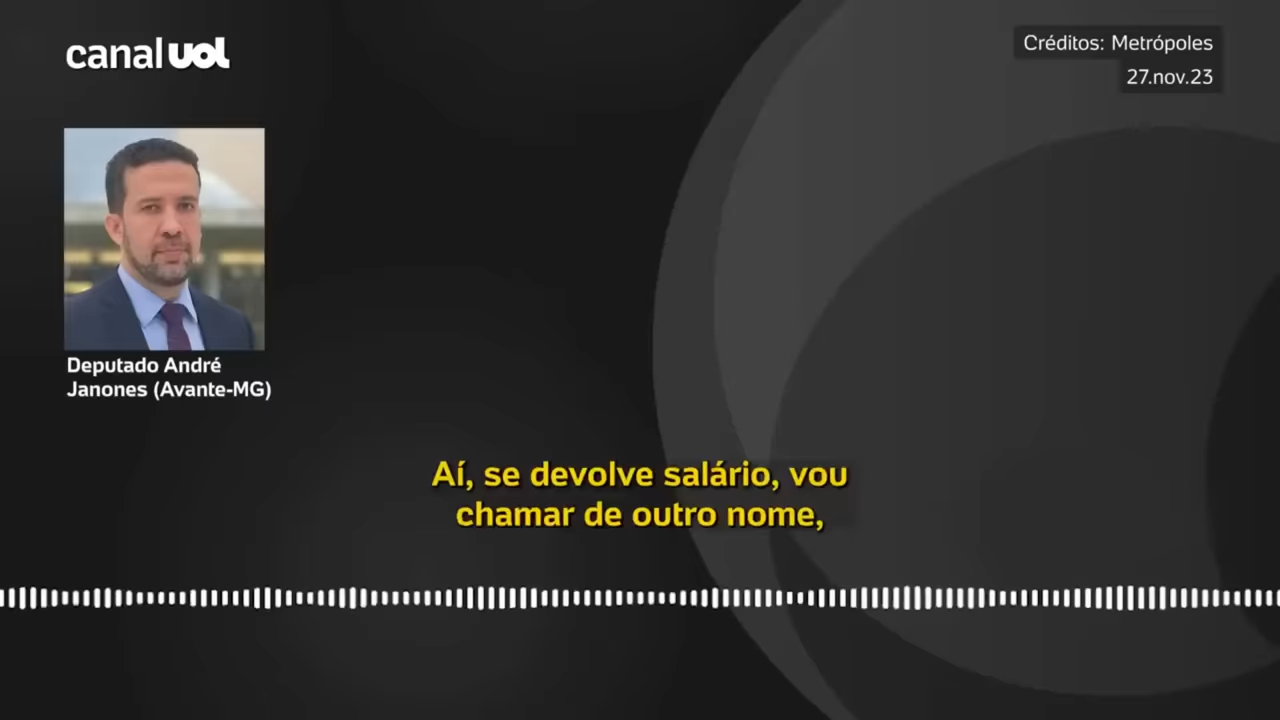 canal uol
Créditos: Metrópoles
27.nov.23
Deputado André
Janones (Avante-MG)
Aí, se devolve salário, vou
chamar de outro nome,